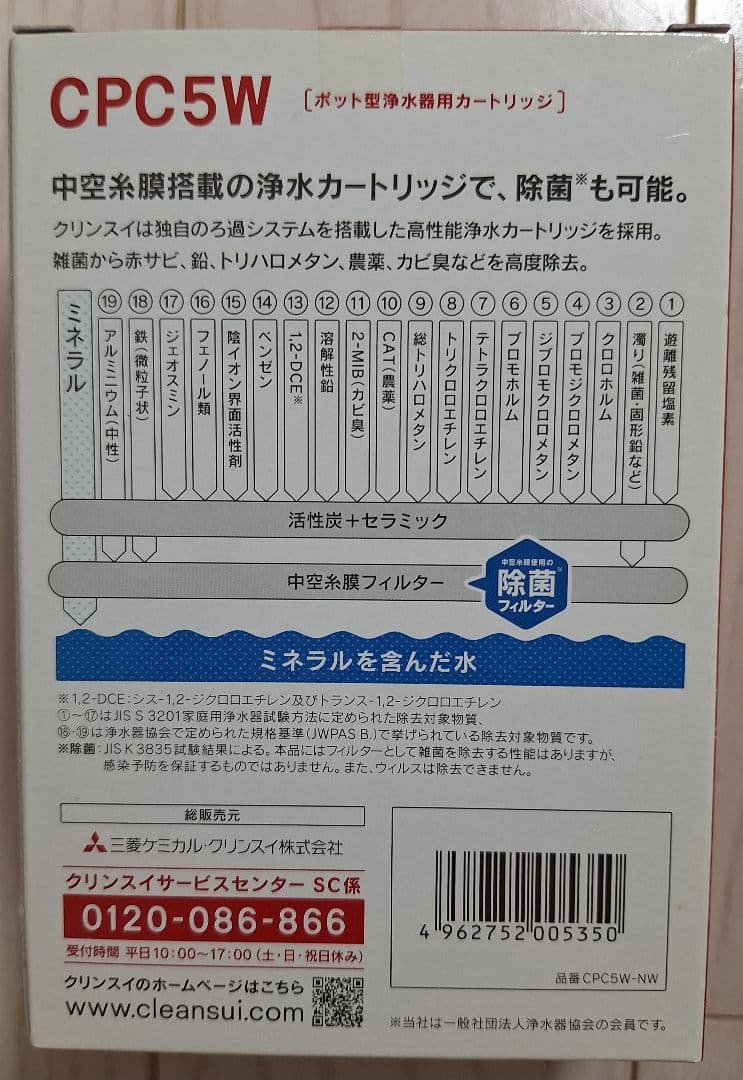 CPC5W [ポット型浄水器用カートリッジ]
中空糸膜搭載の浄水カートリッジで、除菌※も可能。
クリンスイは独自のろ過システムを搭載した高性能浄水カートリッジを採用。
雑菌から赤サビ、鉛、トリハロメタン、農薬、カビ臭などを高度除去。
① 遊離残留塩素
② 濁り(雑菌・固形鉛など)
③ クロロホルム
④ ブロモジクロロメタン
⑤ ジブロモクロロメタン
⑥ ブロモホルム
⑦ テトラクロロエチレン
⑧ トリクロロエチレン
⑨ 総トリハロメタン
⑩ CAT(農薬)
⑪ 2-MIB(カビ臭)
⑫ 溶解性鉛
⑬ 1,2-DCE※
⑭ ベンゼン
⑮ 陰イオン界面活性剤
⑯ フェノール類
⑰ ジェオスミン
⑱ 鉄(微粒子状)
⑲ アルミニウム(中性)
ミネラル
活性炭+セラミック
中空糸膜フィルター
中空糸膜使用の
除菌※
フィルター
ミネラルを含んだ水
※1,2-DCE:シス-1,2-ジクロロエチレン及びトランス-1,2-ジクロロエチレン
①~⑰はJIS S 3201家庭用浄水器試験方法に定められた除去対象物質、
⑱・⑲は浄水器協会で定められた規格基準(JWPAS B.)で挙げられている除去対象物質です。
※除菌:JIS K 3835試験結果による。本品にはフィルターとして雑菌を除去する性能はありますが、
感染予防を保証するものではありません。また、ウィルスは除去できません。
総販売元
三菱ケミカル・クリンスイ株式会社
クリンスイサービスセンター SC係
0120-086-866
受付時間 平日10:00~17:00(土・日・祝日休み)
クリンスイのホームページはこちら
www.cleansui.com
4 962752 005350
品番 CPC5W-NW
※当社は一般社団法人浄水器協会の会員です。